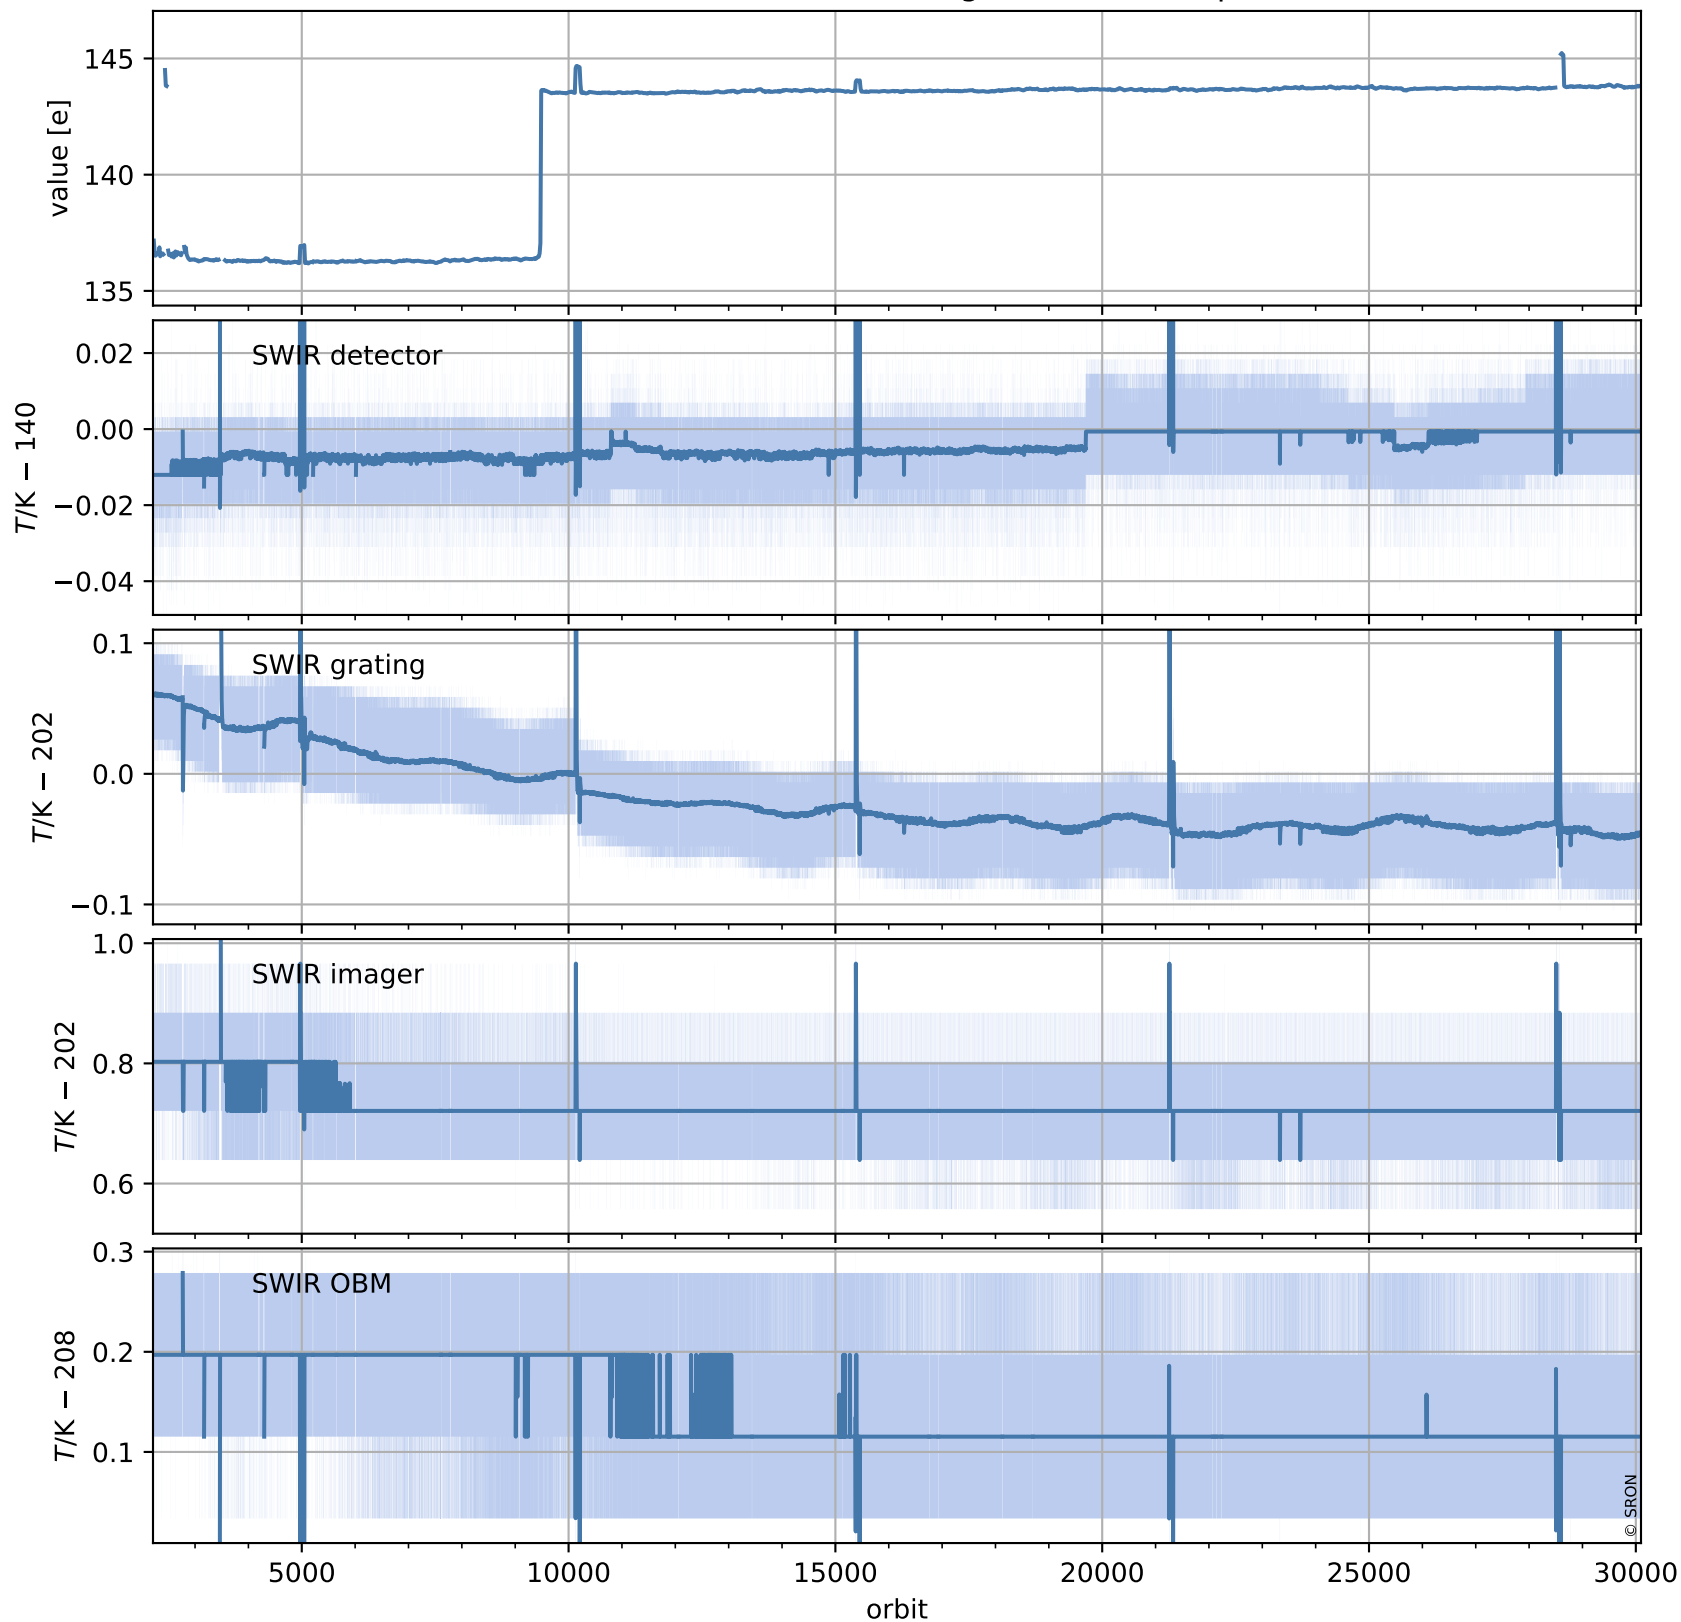 145
140
135
value [e]
SWIR detector
0.02
0.00
−0.02
−0.04
T/K − 140
SWIR grating
0.1
0.0
−0.1
T/K − 202
SWIR imager
1.0
0.8
0.6
T/K − 202
SWIR OBM
0.3
0.2
0.1
T/K − 208
© SRON
5000 10000 15000 20000 25000 30000
orbit